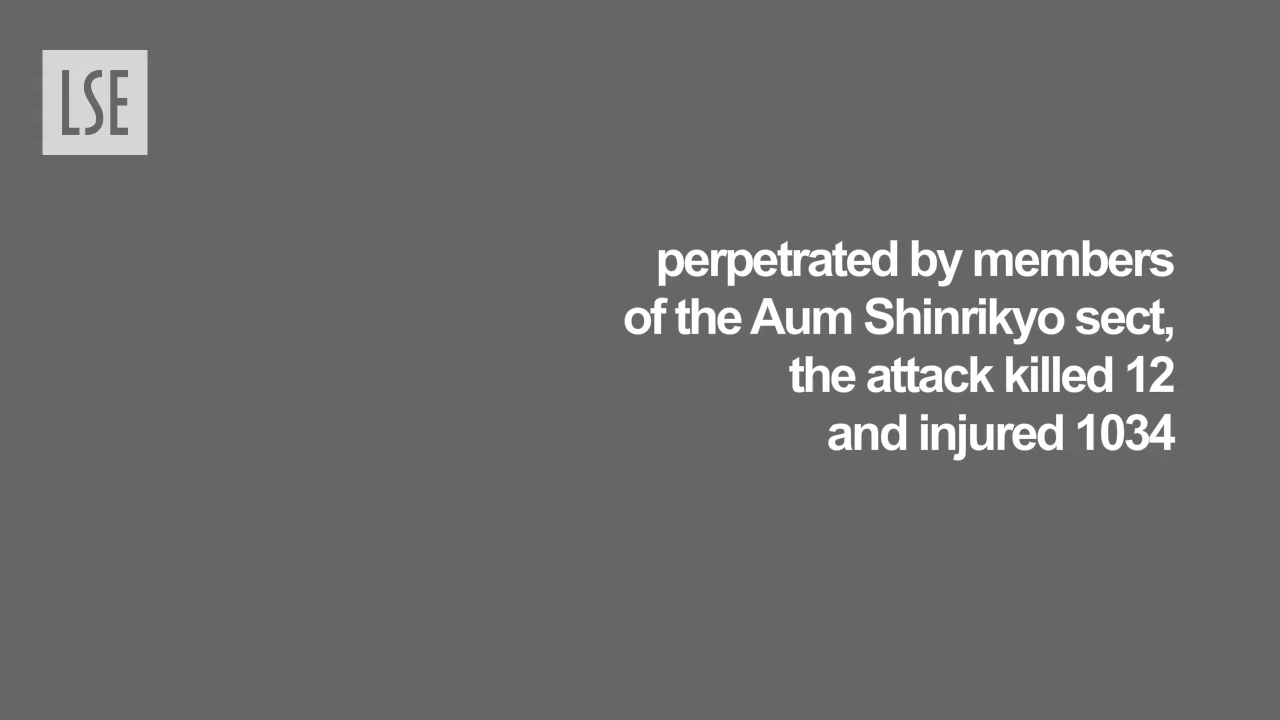 LSE
perpetrated by members
of the Aum Shinrikyo sect,
the attack killed 12
and injured 1034